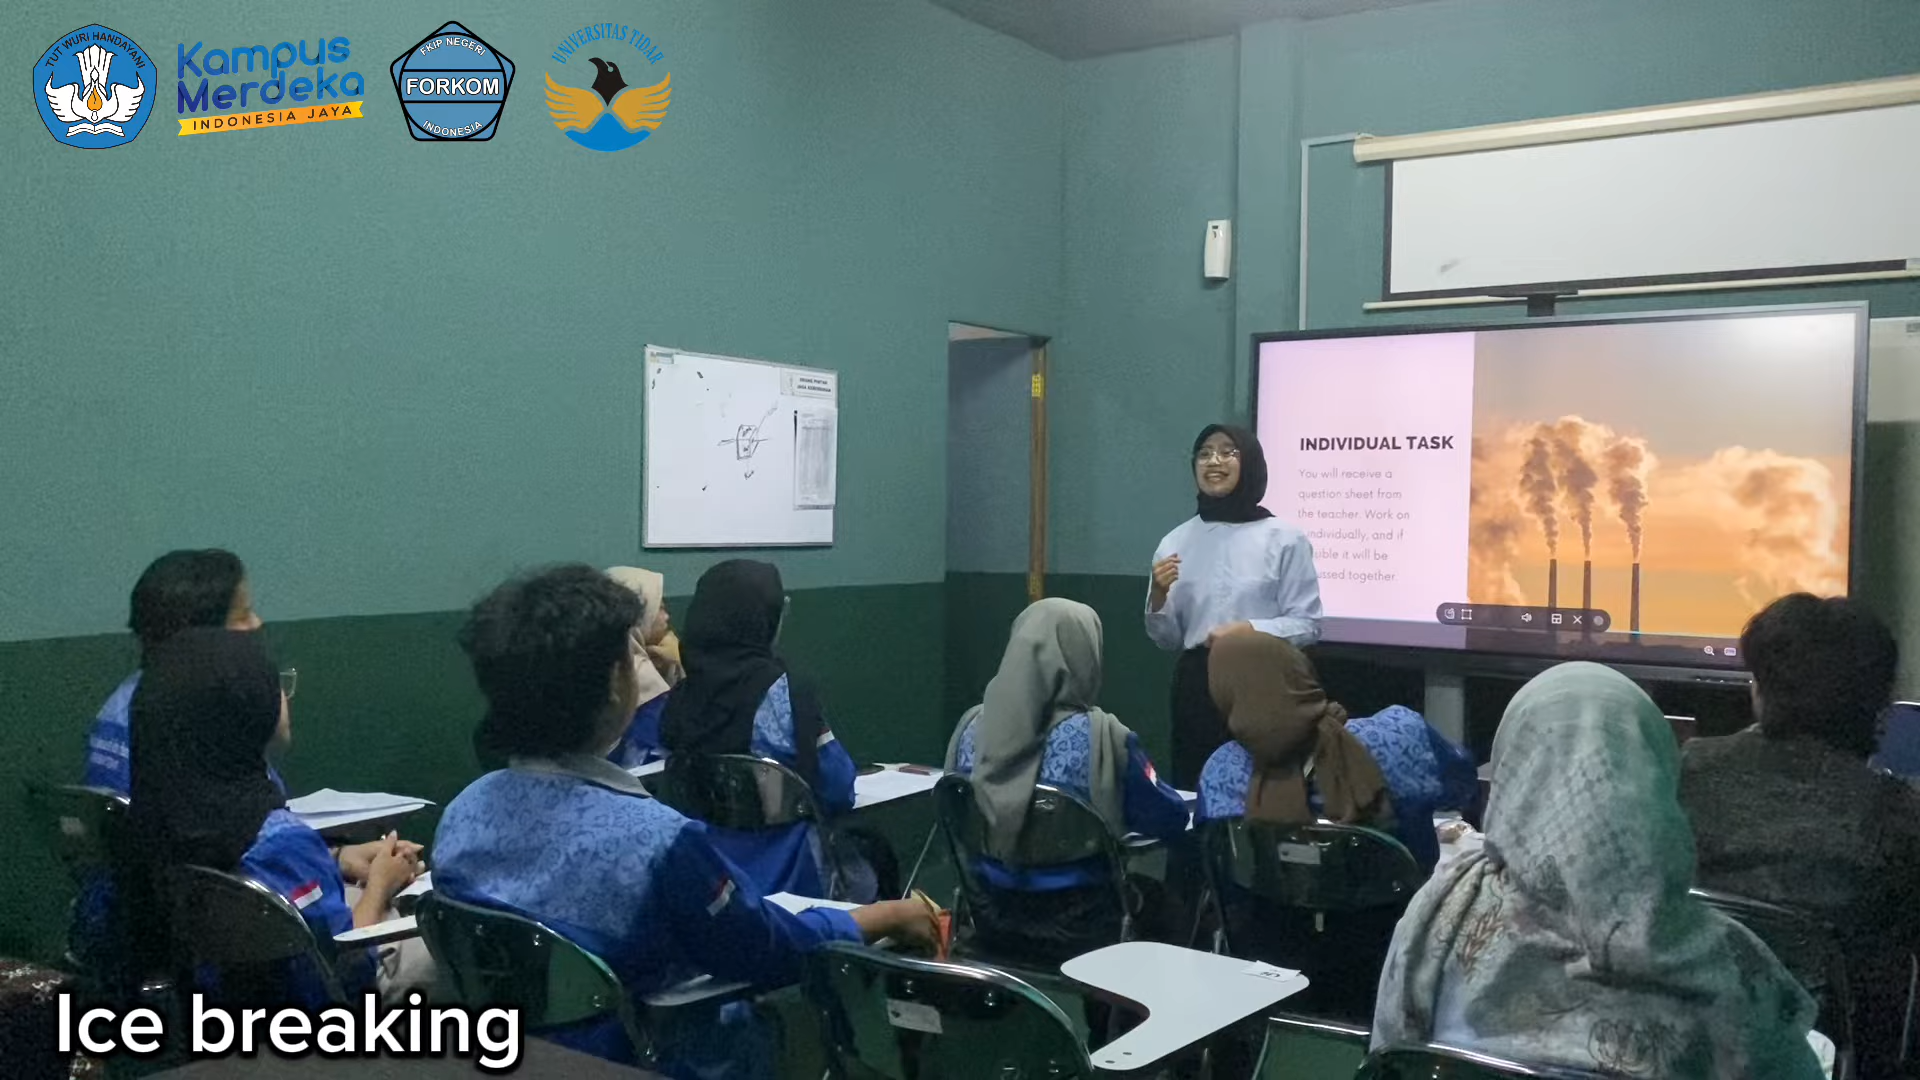 TUT WURI HANDAYANI
Kampus
Merdeka
INDONESIA JAYA
FKIP NEGERI
FORKOM
INDONESIA
UNIVERSITAS TIDAR
INDIVIDUAL TASK
You will receive a
question sheet from
the teacher. Work on
individually, and if
it will be
together.
Ice breaking